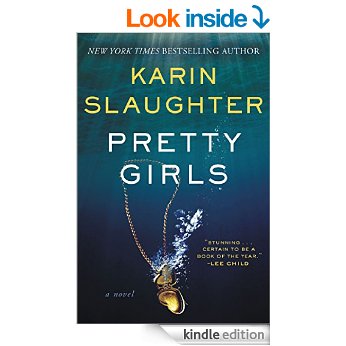 Look inside
NEW YORK TIMES BESTSELLING AUTHOR
KARIN
SLAUGHTER
PRETTY
GIRLS
"STUNNING . . .
CERTAIN TO BE A
BOOK OF THE YEAR."
–LEE CHILD
a novel
kindle edition